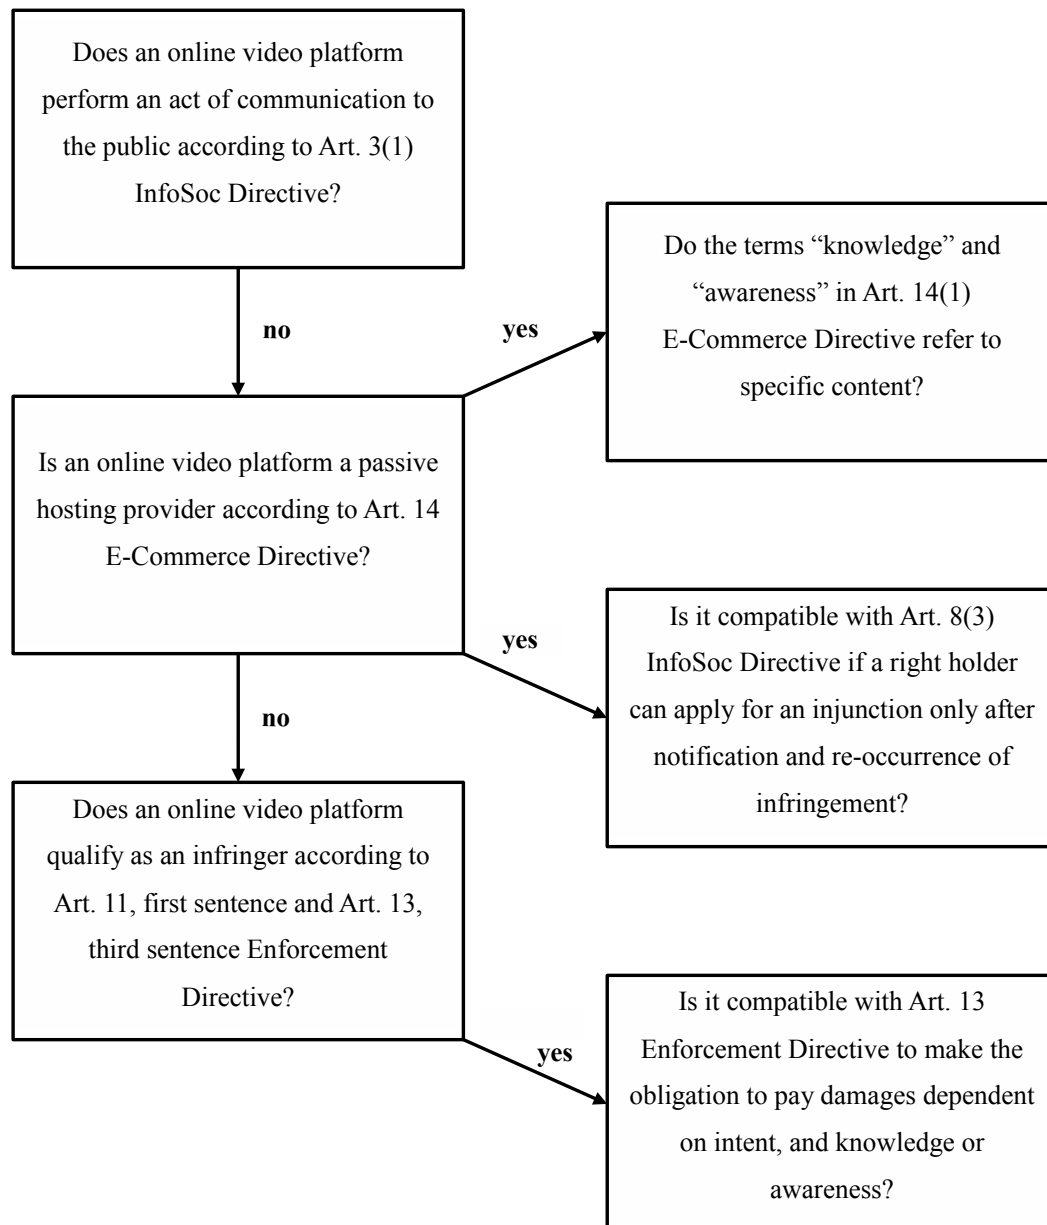 Does an online video platform
perform an act of communication to
the public according to Art. 3(1)
InfoSoc Directive?
no
yes
Do the terms “knowledge” and
“awareness” in Art. 14(1)
E-Commerce Directive refer to
specific content?
Is an online video platform a passive
hosting provider according to Art. 14
E-Commerce Directive?
yes
Is it compatible with Art. 8(3)
InfoSoc Directive if a right holder
can apply for an injunction only after
notification and re-occurrence of
infringement?
no
Does an online video platform
qualify as an infringer according to
Art. 11, first sentence and Art. 13,
third sentence Enforcement
Directive?
yes
Is it compatible with Art. 13
Enforcement Directive to make the
obligation to pay damages dependent
on intent, and knowledge or
awareness?